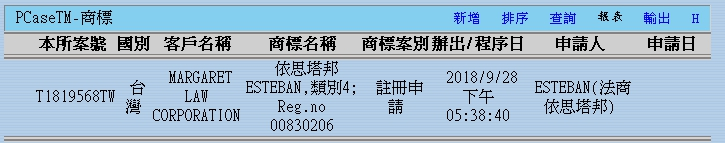 PCaseTM-商標 新增 排序 查詢 報表 輸出 H
本所案號 國別 客戶名稱 商標名稱 商標案別 辦出/程序日 申請人 申請日
T1819568TW
台
灣
MARGARET
LAW
CORPORATION
依思塔邦
ESTEBAN,類別4;
Reg.no
00830206
註冊申
請
2018/9/28
下午
05:38:40
ESTEBAN(法商
依思塔邦)